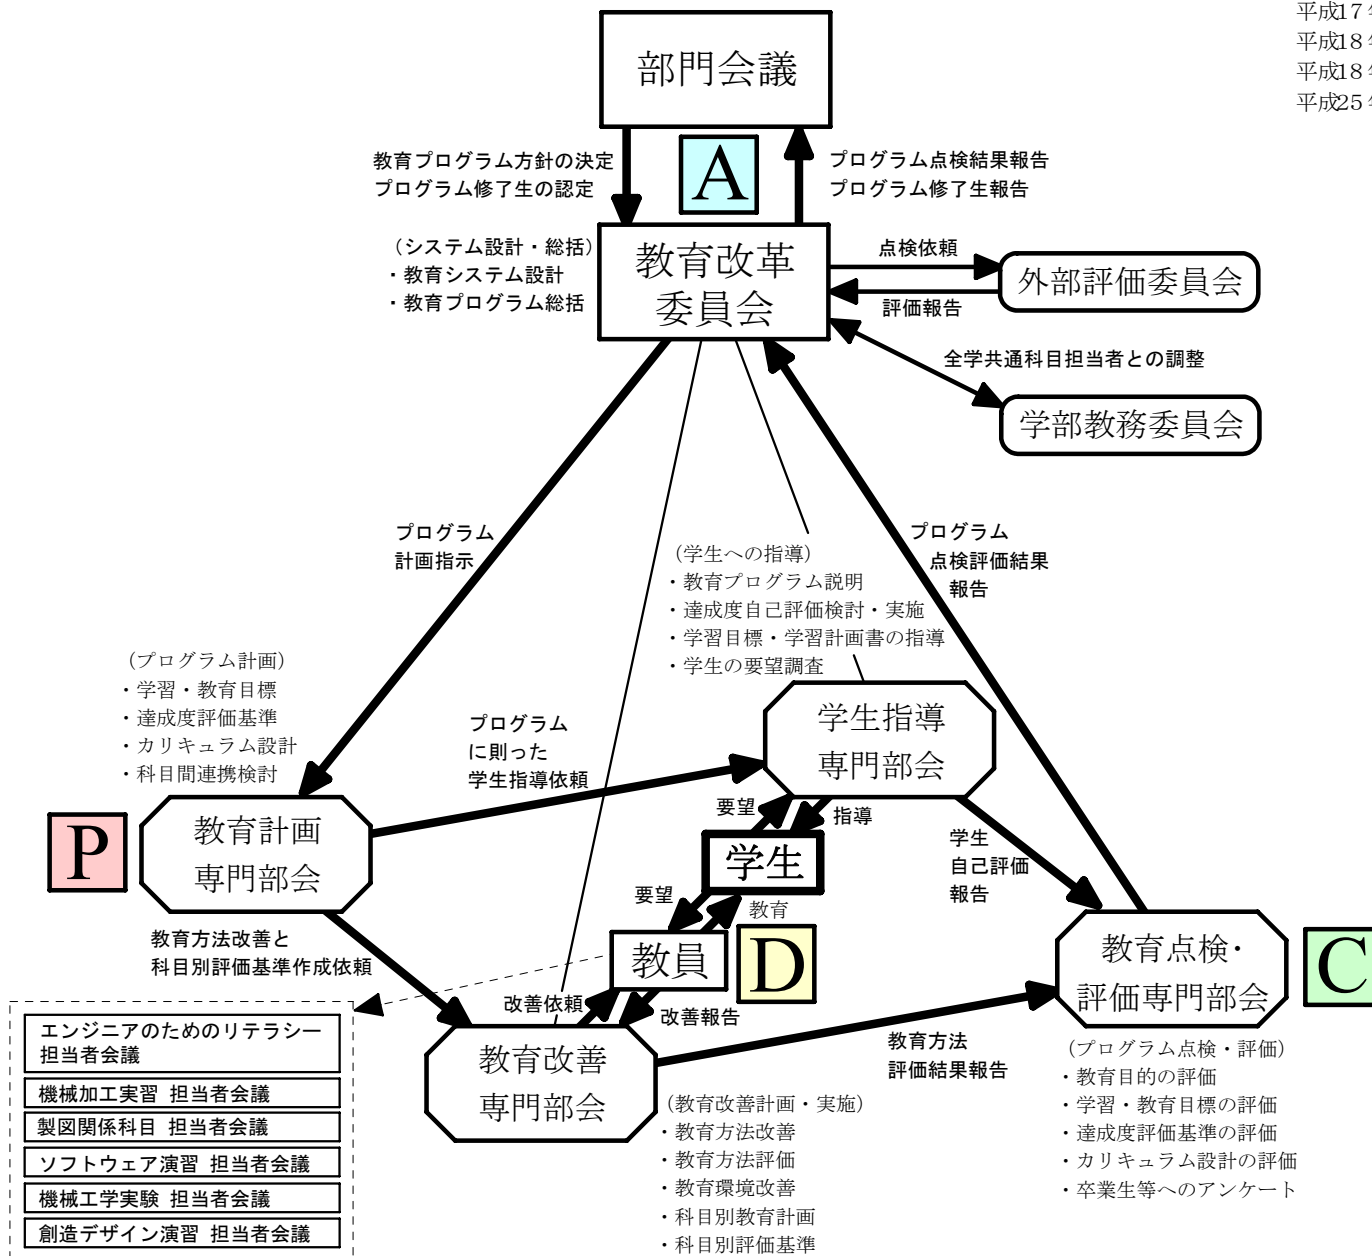 平成17
平成18
平成18
平成25
部門会議
教育プログラム方針の決定
プログラム修了生の認定
A
プログラム点検結果報告
プログラム修了生報告
(システム設計・総括)
・教育システム設計
・教育プログラム総括
教育改革
委員会
点検依頼
評価報告
外部評価委員会
全学共通科目担当者との調整
学部教務委員会
プログラム
計画指示
(学生への指導)
・教育プログラム説明
・達成度自己評価検討・実施
・学習目標・学習計画書の指導
・学生の要望調査
プログラム
点検評価結果
報告
(プログラム計画)
・学習・教育目標
・達成度評価基準
・カリキュラム設計
・科目間連携検討
プログラム
に則った
学生指導依頼
学生指導
専門部会
P
教育計画
専門部会
要望
指導
学生
学生
自己評価
報告
要望
教育
教育方法改善と
科目別評価基準作成依頼
教員
D
教育点検・
評価専門部会
C
改善依頼
改善報告
教育改善
専門部会
教育方法
評価結果報告
エンジニアのためのリテラシー
担当者会議
機械加工実習 担当者会議
製図関係科目 担当者会議
ソフトウェア演習 担当者会議
機械工学実験 担当者会議
創造デザイン演習 担当者会議
(教育改善計画・実施)
・教育方法改善
・教育方法評価
・教育環境改善
・科目別教育計画
・科目別評価基準
(プログラム点検・評価)
・教育目的の評価
・学習・教育目標の評価
・達成度評価基準の評価
・カリキュラム設計の評価
・卒業生等へのアンケート